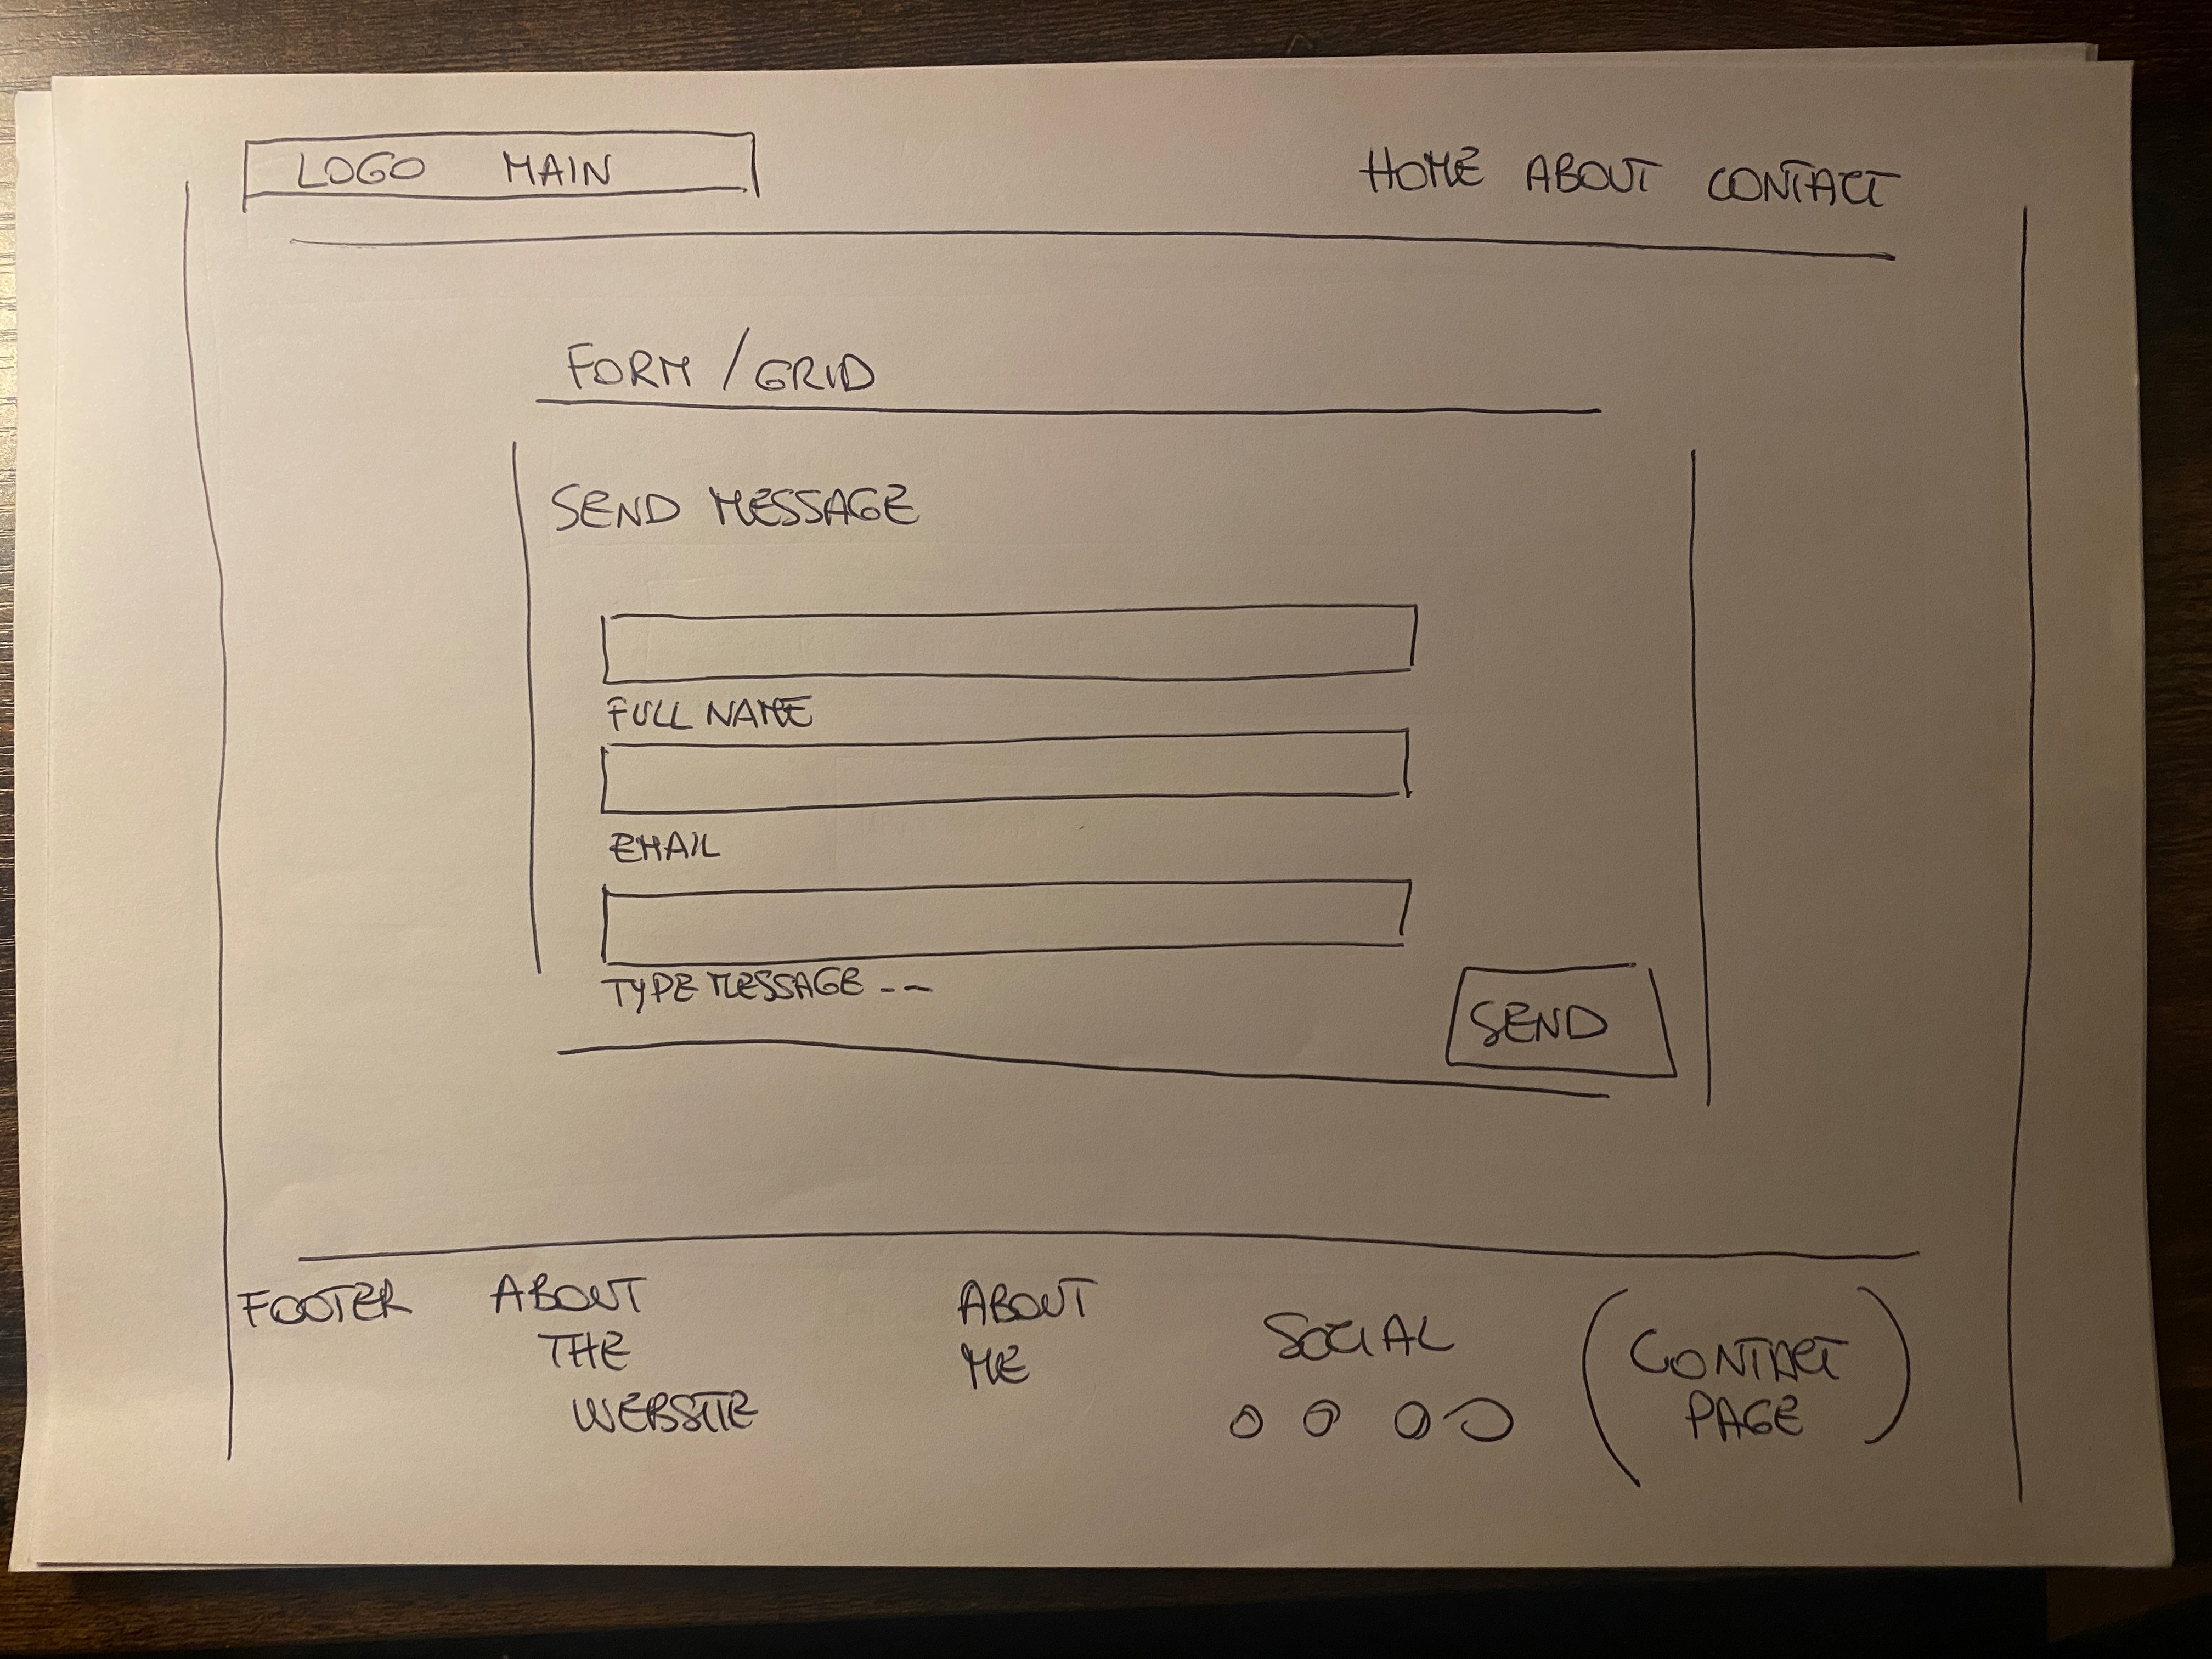 LOGO MAIN
HOME ABOUT CONTACT
FORM / GRID
SEND MESSAGE
FULL NAME
EMAIL
TYPE MESSAGE - -
SEND
FOOTER
ABOUT
THE
WEBSITE
ABOUT
ME
SOCIAL
(CONTACT
PAGE)